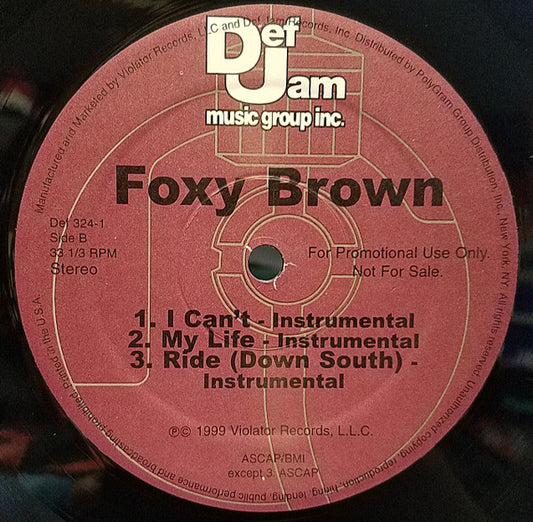 Manufactured and Marketed by Violator Records, LLC and Def Jam Records, Inc. Distributed by PolyGram Group Distribution, Inc., New York, NY. All rights reserved. Unauthorized copying, reproduction, hiring, lending, public performance and broadcasting prohibited. Printed in the U.S.A.
Def
Jam
music group inc.
Foxy Brown
Def 324-1
Side B
33 1/3 RPM
Stereo
For Promotional Use Only.
Not For Sale.
1. I Can't - Instrumental
2. My Life - Instrumental
3. Ride (Down South) -
Instrumental
℗© 1999 Violator Records, L.L.C.
ASCAP/BMI
except 3. ASCAP